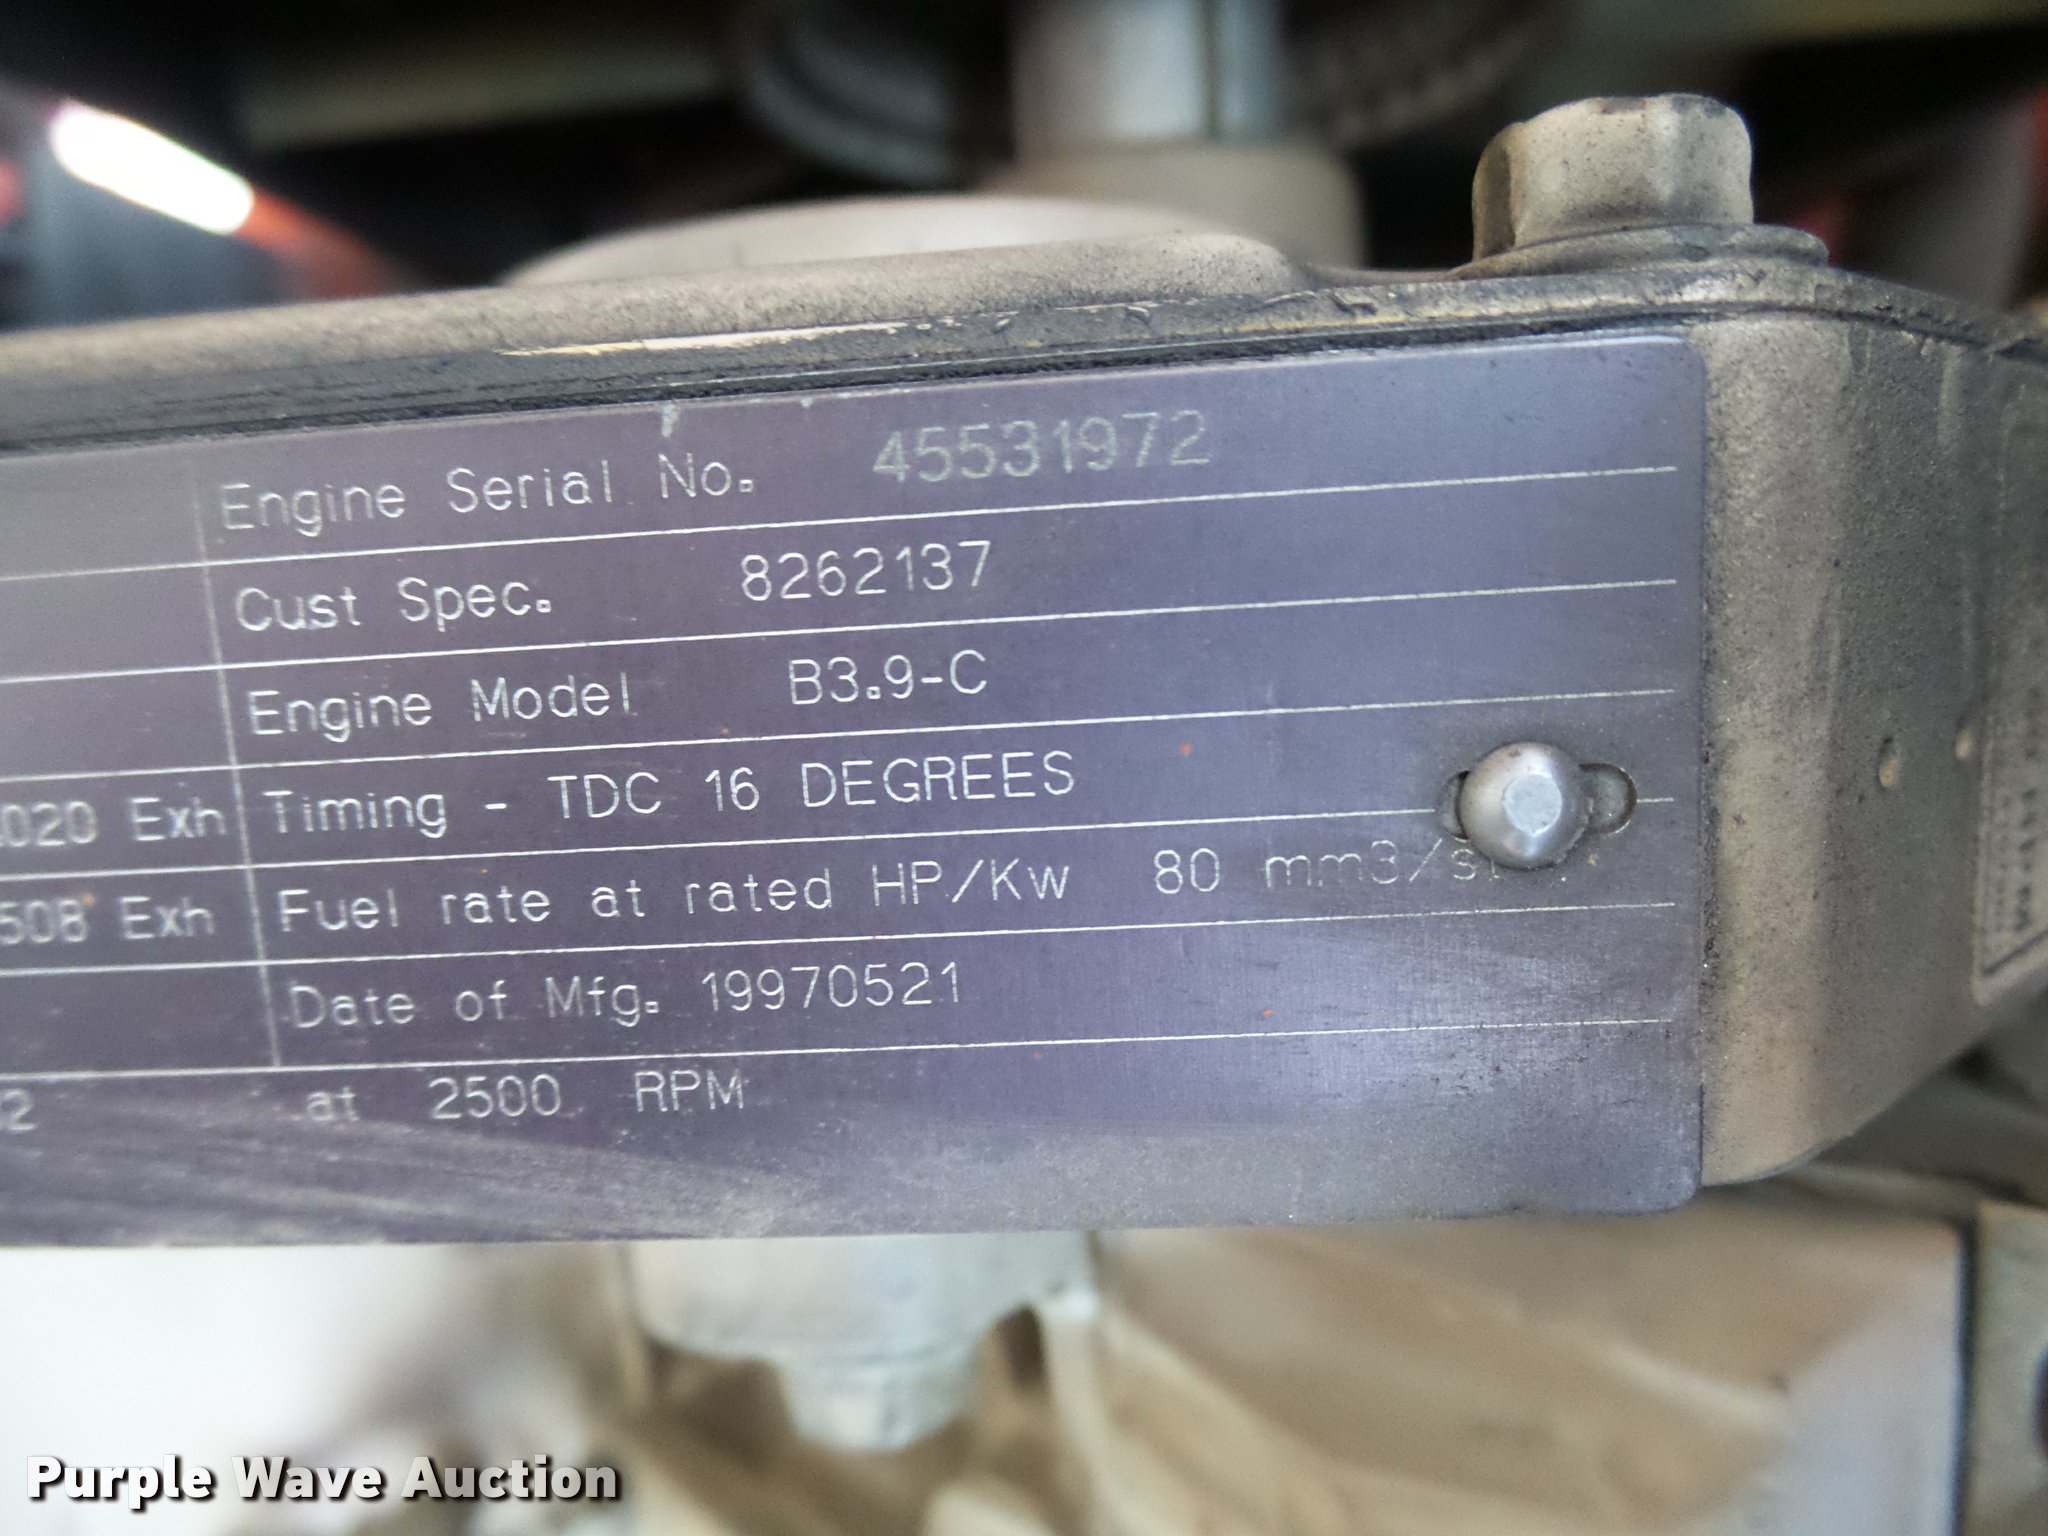 Engine Serial No. 45531972
Cust Spec. 8262137
Engine Model B3.9-C
020 Exh Timing - TDC 16 DEGREES
508 Exh Fuel rate at rated HP/Kw 80 mm3/
Date of Mfg. 19970521
at 2500 RPM
Purple Wave Auction